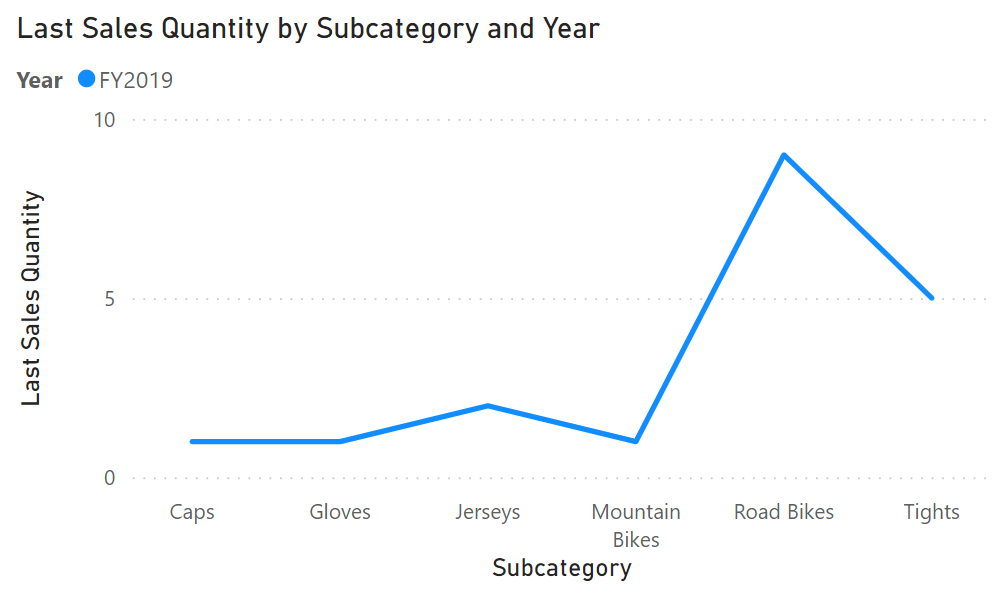 Last Sales Quantity by Subcategory and Year
Year FY2019
10
5
0
Last Sales Quantity
Caps Gloves Jerseys Mountain Bikes Road Bikes Tights
Subcategory